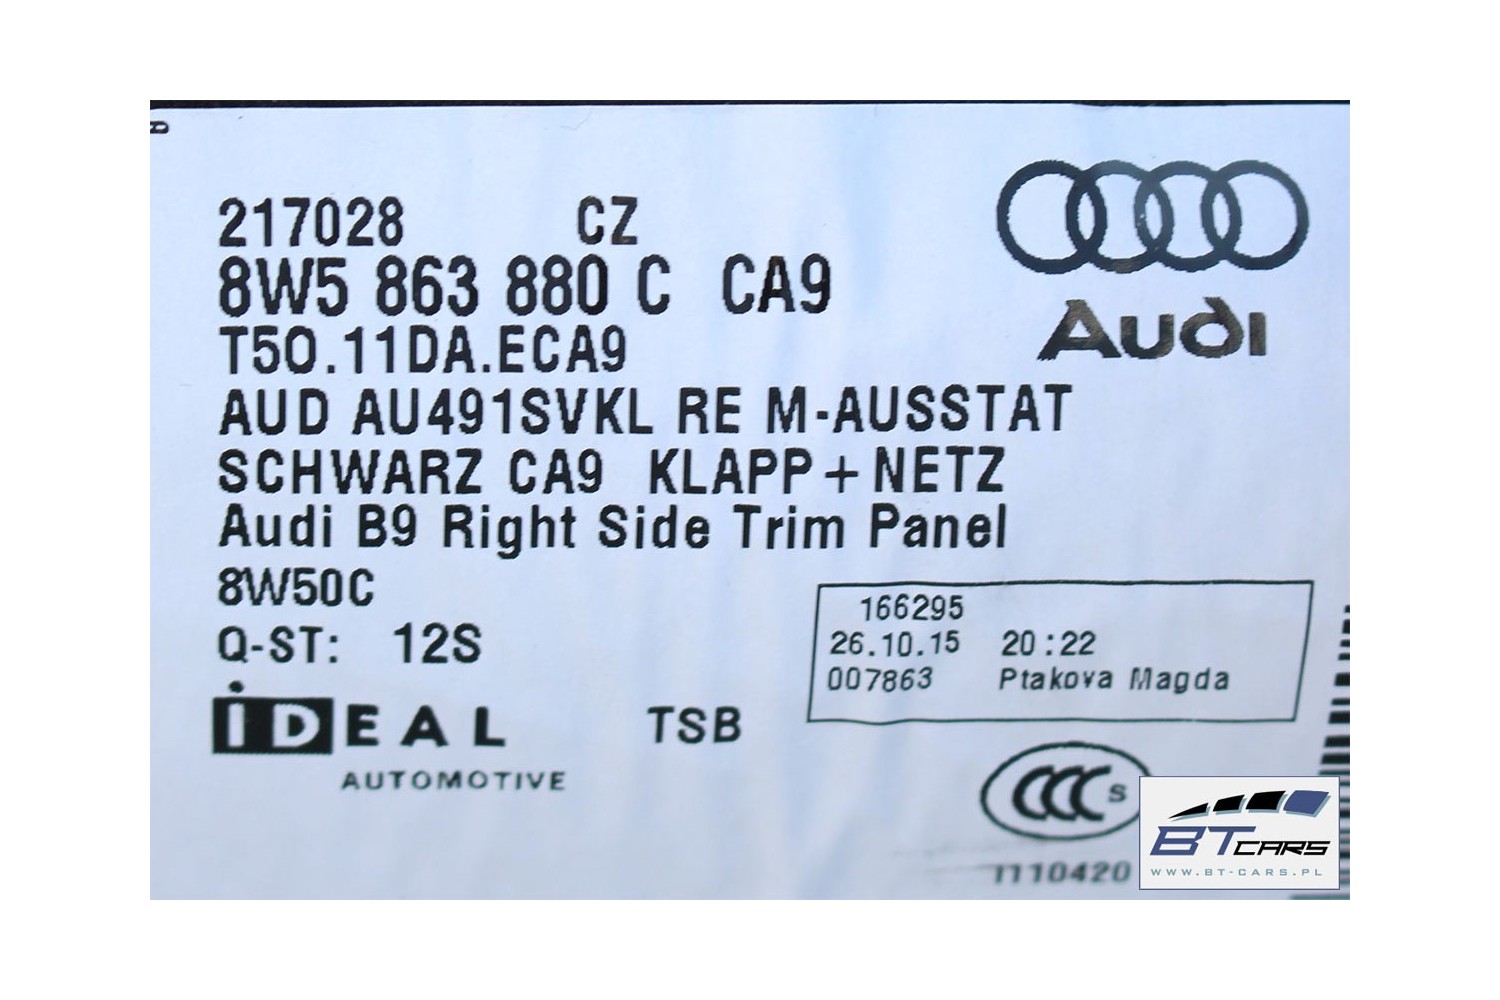 217028 CZ
8W5 863 880 C CA9
T50.11DA.ECA9
AUD AU491SVKL RE M-AUSSTAT
SCHWARZ CA9 KLAPP+NETZ
Audi B9 Right Side Trim Panel
8W50C
Q-ST: 12S
iDEAL
AUTOMOTIVE
TSB
Audi
166295
26.10.15 20:22
007863 Ptakova Magda
CCC S
1110420
BT CARS
WWW.BT-CARS.PL